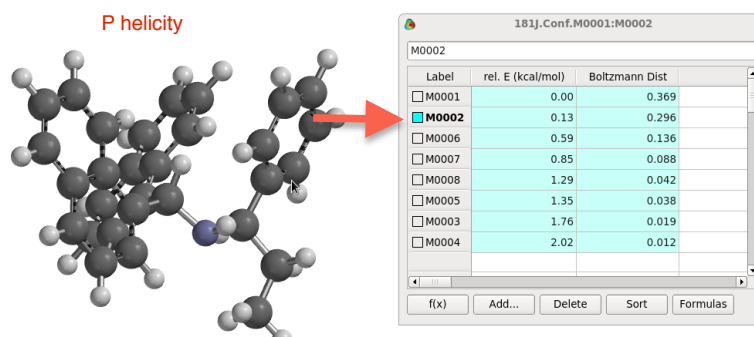 P helicity
181J.Conf.M0001:M0002
M0002
Label rel. E (kcal/mol) Boltzmann Dist
M0001 0.00 0.369
M0002 0.13 0.296
M0006 0.59 0.136
M0007 0.85 0.088
M0008 1.29 0.042
M0005 1.35 0.038
M0003 1.76 0.019
M0004 2.02 0.012
f(x) Add... Delete Sort Formulas